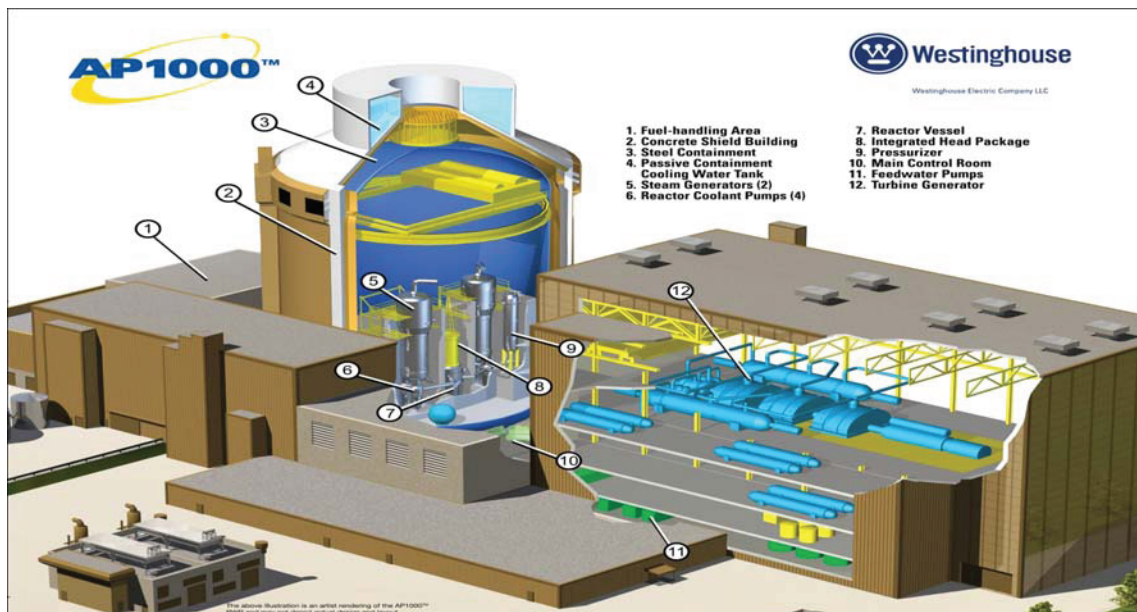 AP1000™
Westinghouse
Westinghouse Electric Company LLC
1. Fuel-handling Area
2. Concrete Shield Building
3. Steel Containment
4. Passive Containment
Cooling Water Tank
5. Steam Generators (2)
6. Reactor Coolant Pumps (4)
7. Reactor Vessel
8. Integrated Head Package
9. Pressurizer
10. Main Control Room
11. Feedwater Pumps
12. Turbine Generator
4
3
2
1
5
12
9
6
8
7
10
11
The above illustration is an artist rendering of the AP1000™